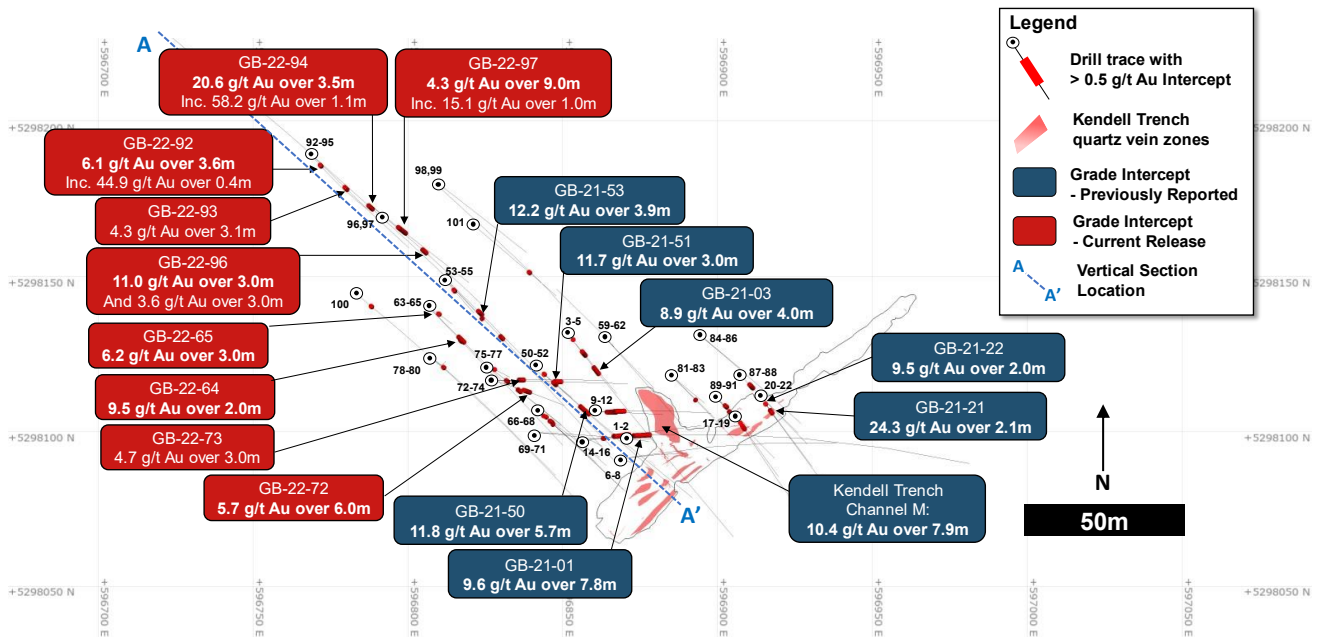 +596700 E
+596750 E
+596800 E
+596850 E
+596900 E
+596950 E
+5298200 N
+5298200 N
+5298150 N
+5298150 N
+5298100 N
+5298100 N
+5298050 N
+5298050 N
A
GB-22-94
20.6 g/t Au over 3.5m
Inc. 58.2 g/t Au over 1.1m
GB-22-97
4.3 g/t Au over 9.0m
Inc. 15.1 g/t Au over 1.0m
GB-22-92
6.1 g/t Au over 3.6m
Inc. 44.9 g/t Au over 0.4m
GB-22-93
4.3 g/t Au over 3.1m
GB-22-96
11.0 g/t Au over 3.0m
And 3.6 g/t Au over 3.0m
GB-22-65
6.2 g/t Au over 3.0m
GB-22-64
9.5 g/t Au over 2.0m
GB-22-73
4.7 g/t Au over 3.0m
GB-22-72
5.7 g/t Au over 6.0m
GB-21-53
12.2 g/t Au over 3.9m
GB-21-51
11.7 g/t Au over 3.0m
GB-21-03
8.9 g/t Au over 4.0m
GB-21-22
9.5 g/t Au over 2.0m
GB-21-21
24.3 g/t Au over 2.1m
GB-21-50
11.8 g/t Au over 5.7m
GB-21-01
9.6 g/t Au over 7.8m
Kendell Trench
Channel M:
10.4 g/t Au over 7.9m
92-95
98,99
96,97
101
53-55
100
63-65
3-5
59-62
84-86
75-77
50-52
78-80
72-74
81-83
87-88
89-91
20-22
9-12
66-68
1-2
17-19
69-71
14-16
6-8
A'
Legend
Drill trace with
> 0.5 g/t Au Intercept
Kendell Trench
quartz vein zones
Grade Intercept
- Previously Reported
Grade Intercept
- Current Release
A
A'
Vertical Section
Location
N
50m
+596700 E
+596750 E
+596800 E
+596850 E
+596900 E
+596950 E
+597000 E
+597050 E